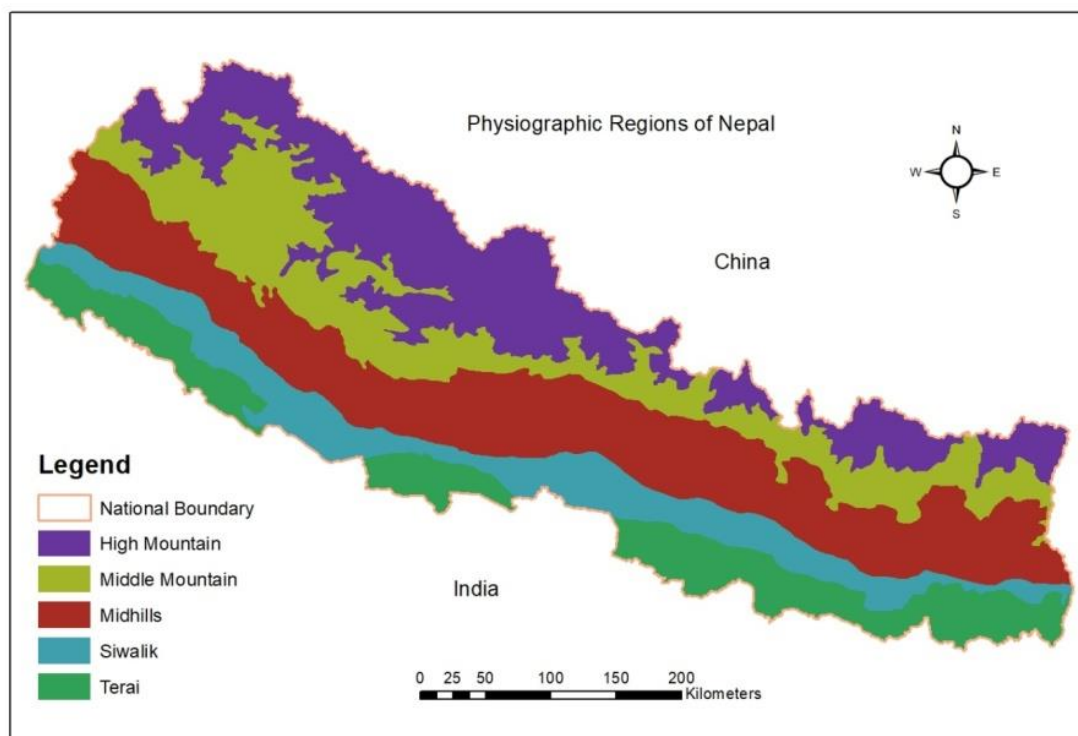 Physiographic Regions of Nepal
N
W E
S
China
Legend
National Boundary
High Mountain
Middle Mountain
Midhills
Siwalik
Terai
India
0 25 50 100 150 200
Kilometers